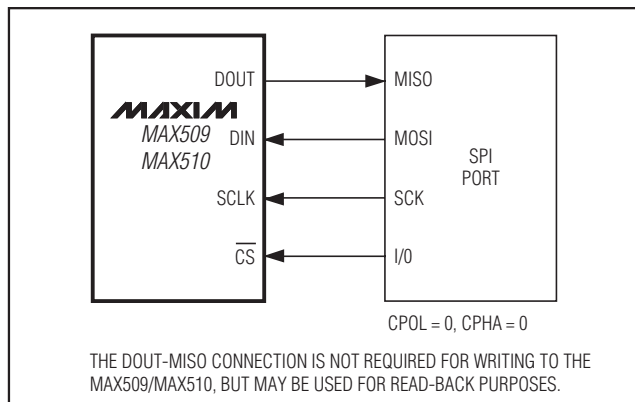 DOUT
MISO
MAXIM
MAX509
DIN
MOSI
MAX510
SPI
PORT
SCLK
SCK
CS
I/0
CPOL = 0, CPHA = 0
THE DOUT-MISO CONNECTION IS NOT REQUIRED FOR WRITING TO THE
MAX509/MAX510, BUT MAY BE USED FOR READ-BACK PURPOSES.